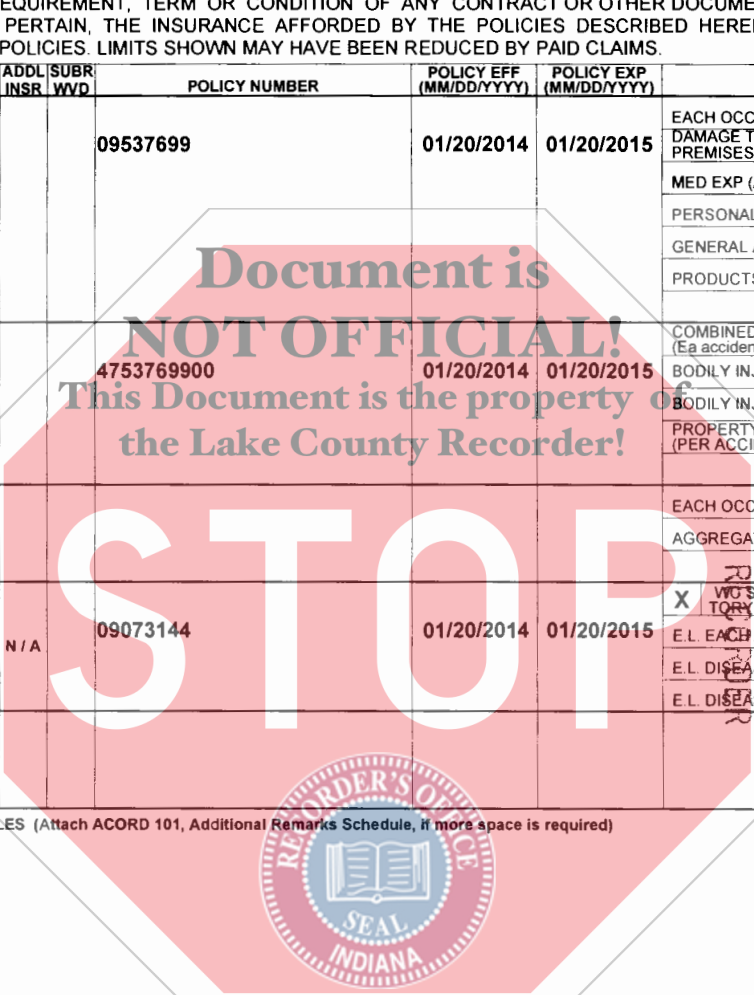 EQUIREMENT, TERM OR CONDITION OF ANY CONTRACT OR OTHER DOCUME
PERTAIN, THE INSURANCE AFFORDED BY THE POLICIES DESCRIBED HERE
POLICIES. LIMITS SHOWN MAY HAVE BEEN REDUCED BY PAID CLAIMS.
ADDL SUBR POLICY NUMBER POLICY EFF POLICY EXP
INSR WVD (MM/DD/YYYY) (MM/DD/YYYY)
EACH OCC
09537699 01/20/2014 01/20/2015 DAMAGE T
PREMISES
MED EXP (
PERSONAL
GENERAL
PRODUCTS
Document is
NOT OFFICIAL!
This Document is the property of
the Lake County Recorder!
COMBINED
(Ea acciden
4753769900 01/20/2014 01/20/2015 BODILY INJ
BODILY INJ
PROPERTY
(PER ACCI
EACH OCC
AGGREGA
STOP
X WC S
TORY
09073144 01/20/2014 01/20/2015
N / A E.L. EACH
E.L. DISEA
E.L. DISEA
RECORDER
LES (Attach ACORD 101, Additional Remarks Schedule, if more space is required)
RECORDER'S OFFICE
SEAL
INDIANA